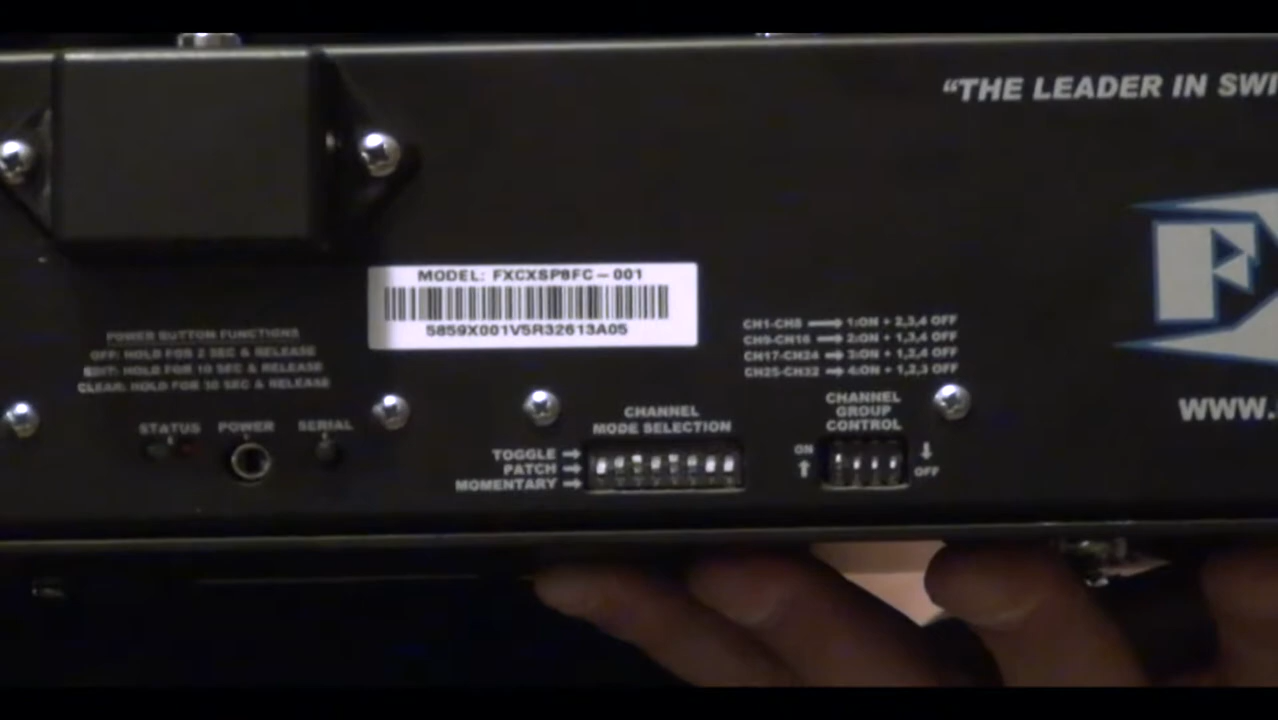 "THE LEADER IN SWI
MODEL: FXCXSP8FC-001
5859X001V5R32613A05
POWER BUTTON FUNCTIONS
OFF: HOLD FOR 2 SEC & RELEASE
EDIT: HOLD FOR 10 SEC & RELEASE
CLEAR: HOLD FOR 30 SEC & RELEASE
CH1-CH8 → 1:ON + 2,3,4 OFF
CH9-CH16 → 2:ON + 1,3,4 OFF
CH17-CH24 → 3:ON + 1,2,4 OFF
CH25-CH32 → 4:ON + 1,2,3 OFF
STATUS POWER SERIAL
CHANNEL
MODE SELECTION
TOGGLE →
PATCH →
MOMENTARY →
CHANNEL
GROUP
CONTROL
ON ↑
↓ OFF
WWW.